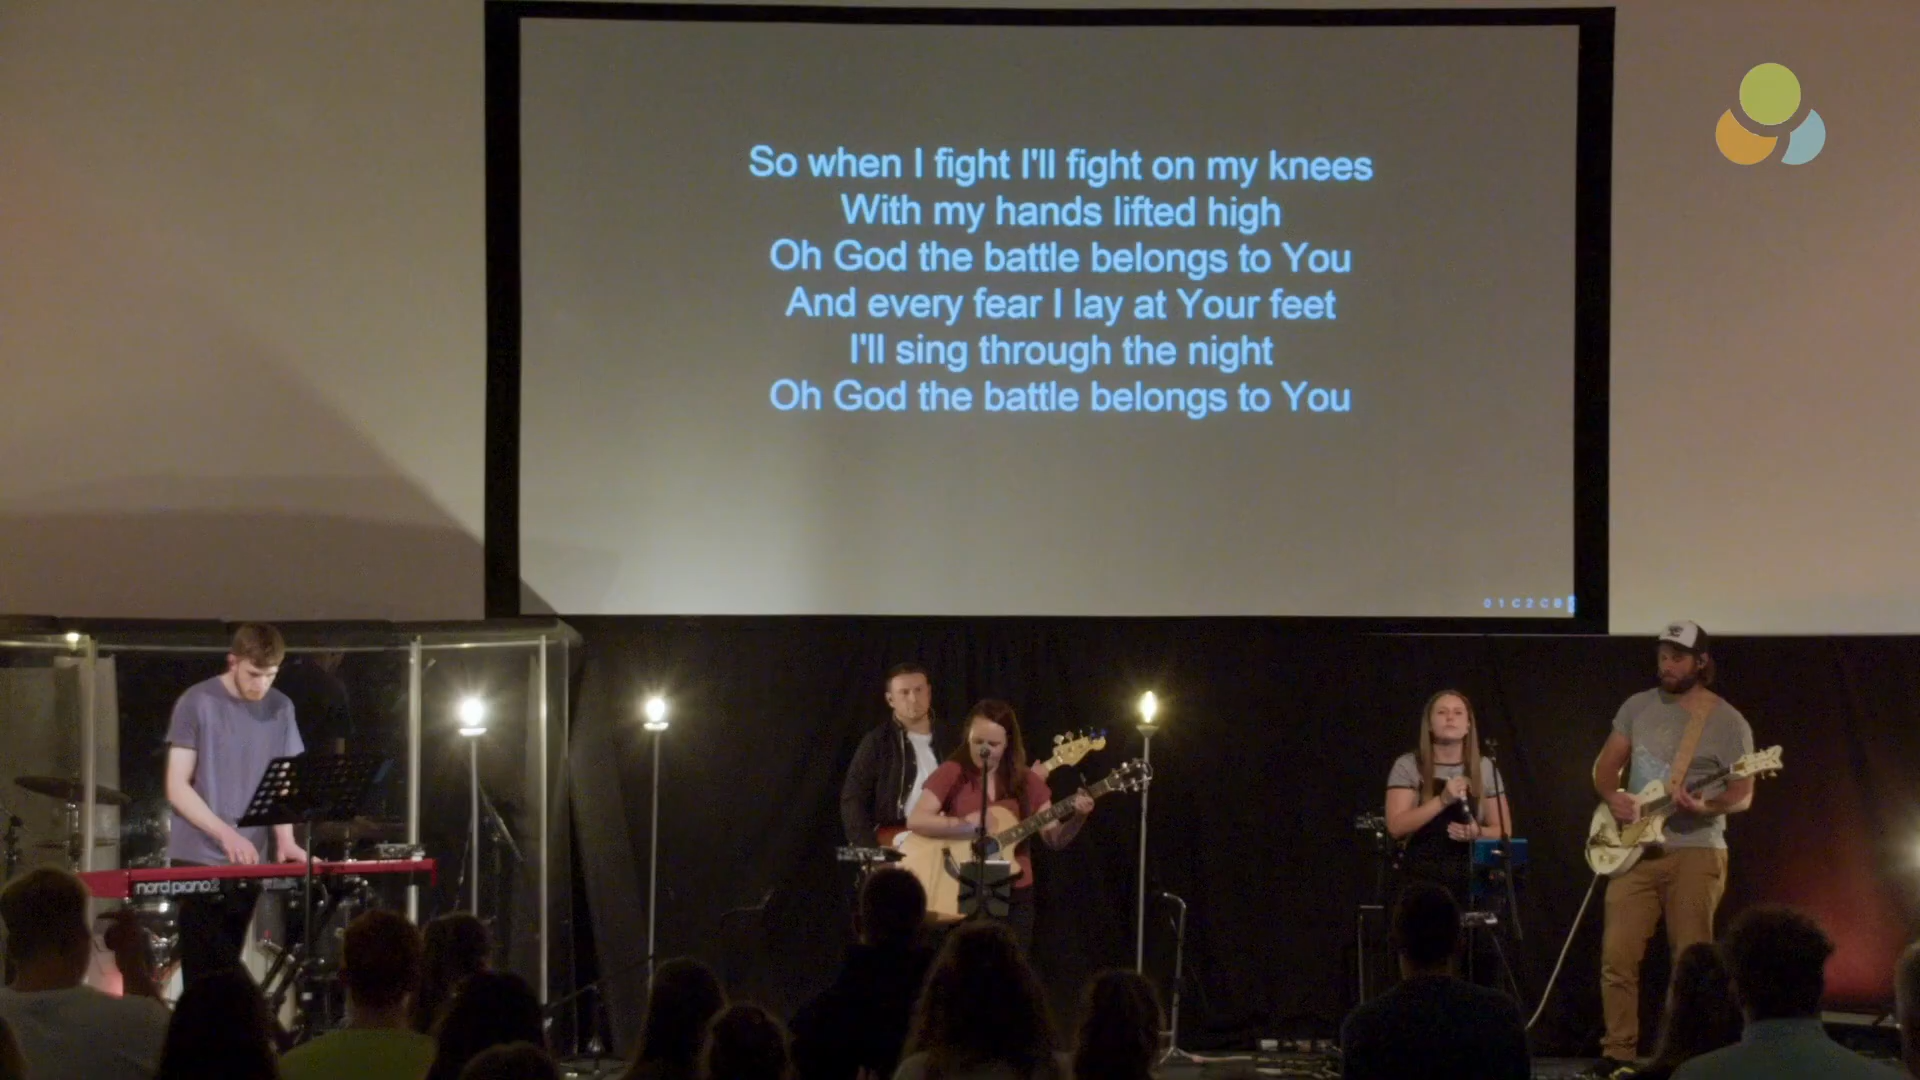 So when I fight I'll fight on my knees
With my hands lifted high
Oh God the battle belongs to You
And every fear I lay at Your feet
I'll sing through the night
Oh God the battle belongs to You
nord piano 2